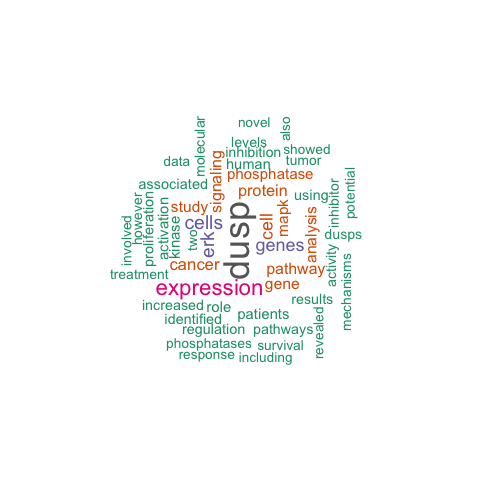 novel
also
molecular
levels
inhibition
showed
data
human
tumor
phosphatase
associated
signaling
protein
using
inhibitor
potential
study
cells
dusp
cell
mapk
analysis
however
proliferation
activation
kinase
two
erk
genes
dusps
involved
cancer
pathway
activity
mechanisms
treatment
expression
gene
increased
role
results
identified
patients
regulation
pathways
revealed
phosphatases
survival
response
including